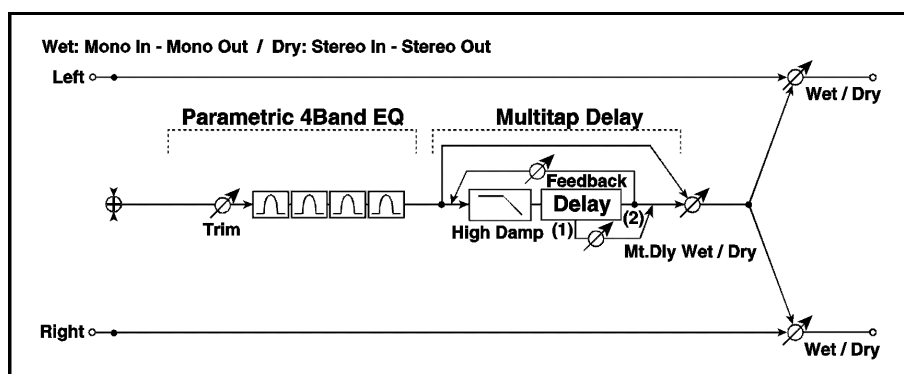 Wet: Mono In - Mono Out / Dry: Stereo In - Stereo Out
Left
Wet / Dry
Parametric 4Band EQ
Multitap Delay
Feedback
Delay
Trim
High Damp
(1)
(2)
Mt.Dly Wet / Dry
Right
Wet / Dry